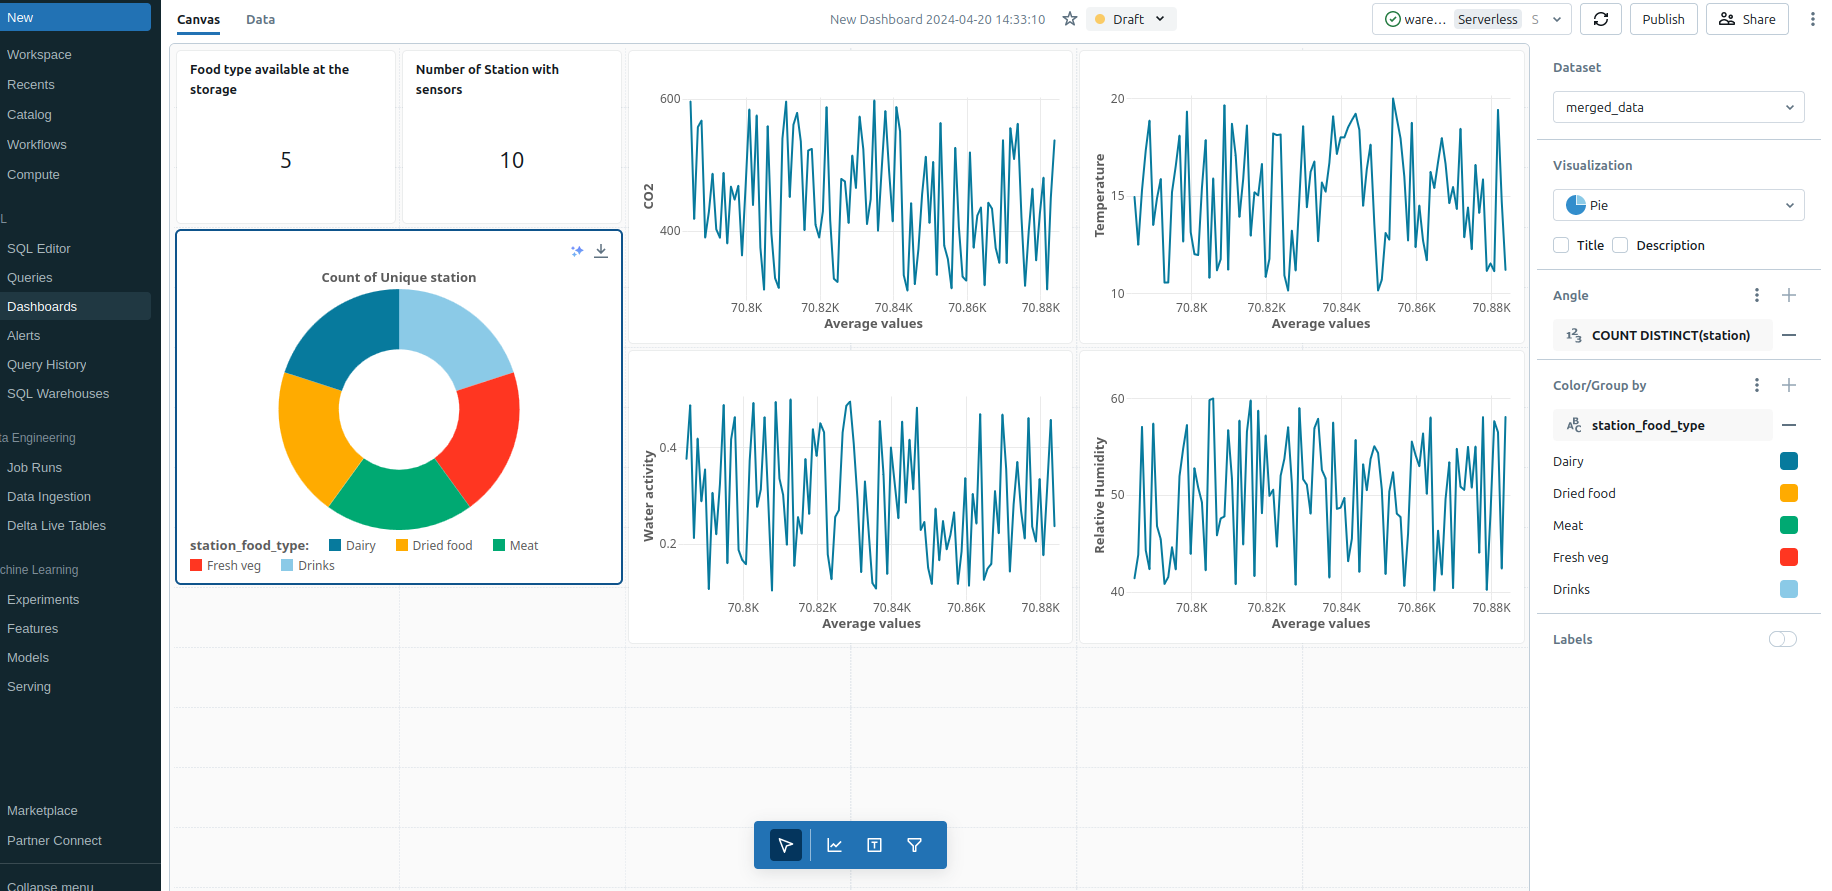 New
Workspace
Recents
Catalog
Workflows
Compute
L
SQL Editor
Queries
Dashboards
Alerts
Query History
SQL Warehouses
ta Engineering
Job Runs
Data Ingestion
Delta Live Tables
chine Learning
Experiments
Features
Models
Serving
Marketplace
Partner Connect
Collapse menu
Canvas Data
New Dashboard 2024-04-20 14:33:10 Draft
ware... Serverless S
Publish
Share
Food type available at the
storage
5
Number of Station with
sensors
10
Count of Unique station
station_food_type: Dairy Dried food Meat
Fresh veg Drinks
CO2
600
400
70.8K 70.82K 70.84K 70.86K 70.88K
Average values
Temperature
20
15
10
70.8K 70.82K 70.84K 70.86K 70.88K
Average values
Water activity
0.4
0.2
70.8K 70.82K 70.84K 70.86K 70.88K
Average values
Relative Humidity
60
50
40
70.8K 70.82K 70.84K 70.86K 70.88K
Average values
T
Dataset
merged_data
Visualization
Pie
Title Description
Angle
123 COUNT DISTINCT(station)
Color/Group by
ABC station_food_type
Dairy
Dried food
Meat
Fresh veg
Drinks
Labels